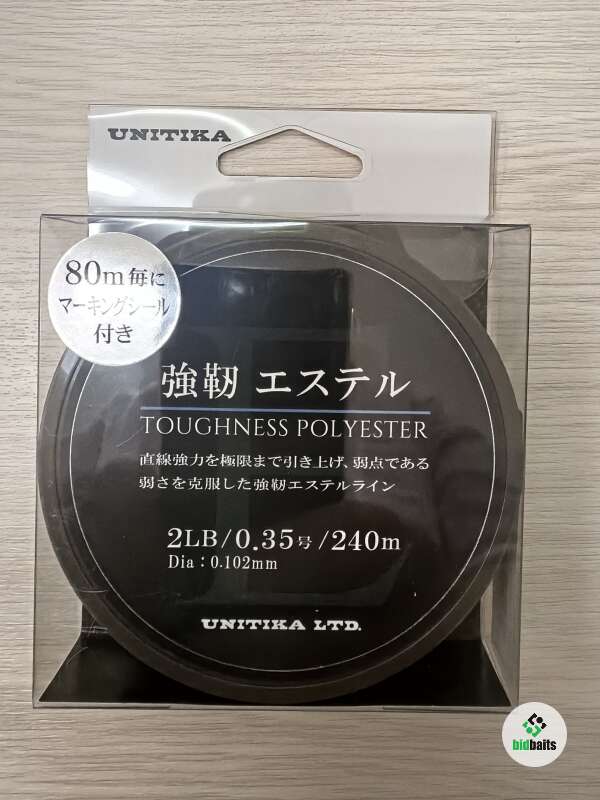 UNITIKA
80m毎に
マーキングシール
付き
強靭 エステル
TOUGHNESS POLYESTER
直線強力を極限まで引き上げ、弱点である
弱さを克服した強靭エステルライン
2LB/0.35号/240m
Dia:0.102mm
UNITIKA LTD.
bidbaits